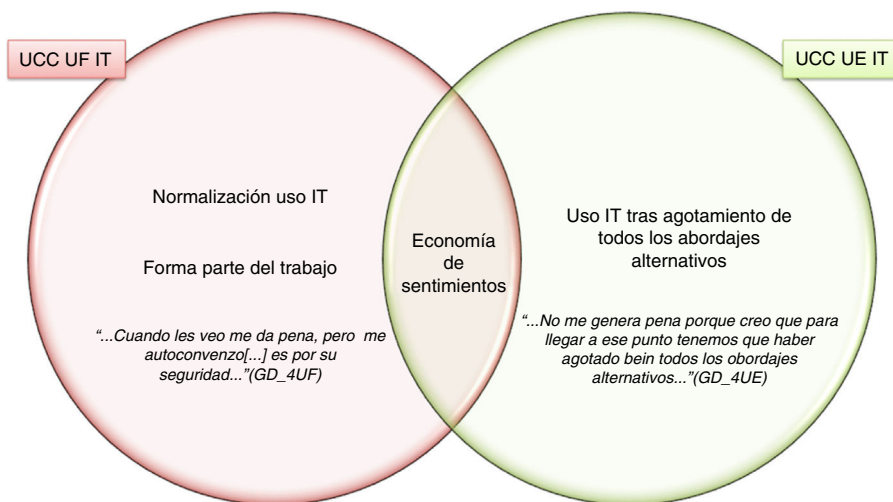 UCC UF IT
UCC UE IT
Normalización uso IT
Forma parte del trabajo
“...Cuando les veo me da pena, pero me
autoconvenzo[...] es por su
seguridad...”(GD_4UF)
Economía
de
sentimientos
Uso IT tras agotamiento de
todos los abordajes
alternativos
“...No me genera pena porque creo que para
llegar a ese punto tenemos que haber
agotado bein todos los obordajes
alternativos...”(GD_4UE)